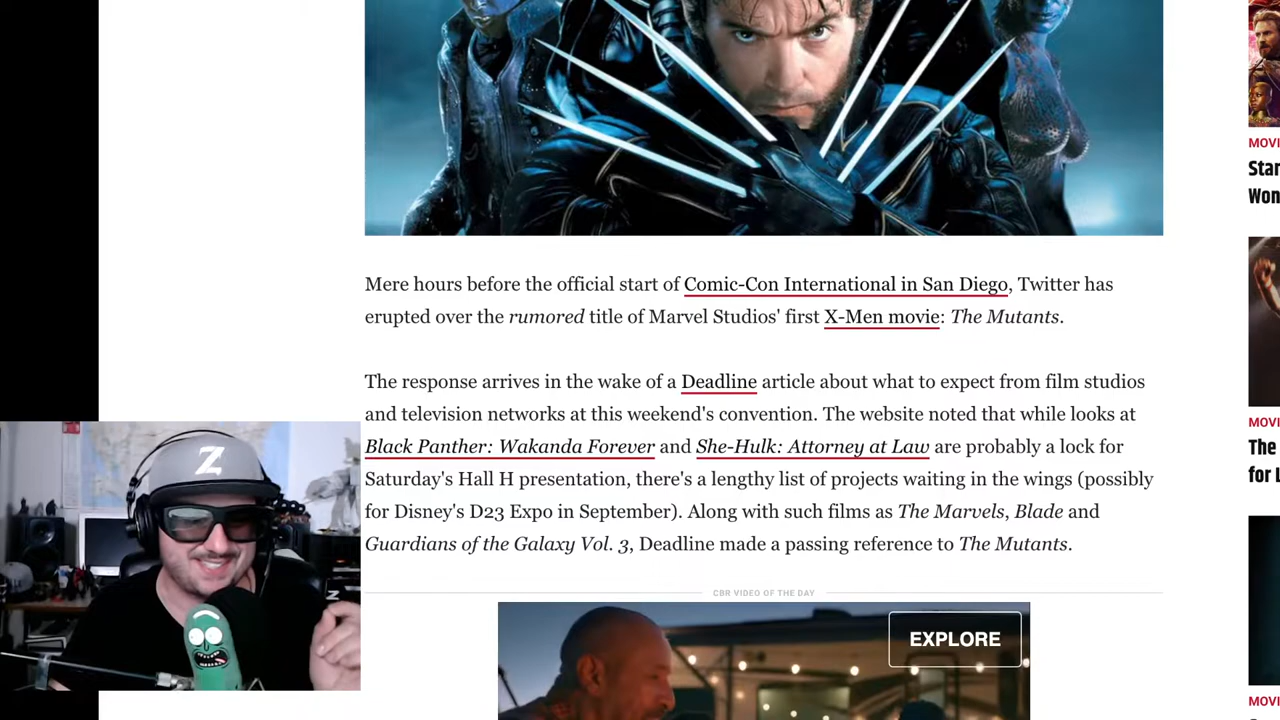 Mere hours before the official start of Comic-Con International in San Diego, Twitter has
erupted over the rumored title of Marvel Studios' first X-Men movie: The Mutants.
The response arrives in the wake of a Deadline article about what to expect from film studios
and television networks at this weekend's convention. The website noted that while looks at
Black Panther: Wakanda Forever and She-Hulk: Attorney at Law are probably a lock for
Saturday's Hall H presentation, there's a lengthy list of projects waiting in the wings (possibly
for Disney's D23 Expo in September). Along with such films as The Marvels, Blade and
Guardians of the Galaxy Vol. 3, Deadline made a passing reference to The Mutants.
CBR VIDEO OF THE DAY
EXPLORE
Z
MOVI
Star
Won
MOVI
The
for L
MOVI